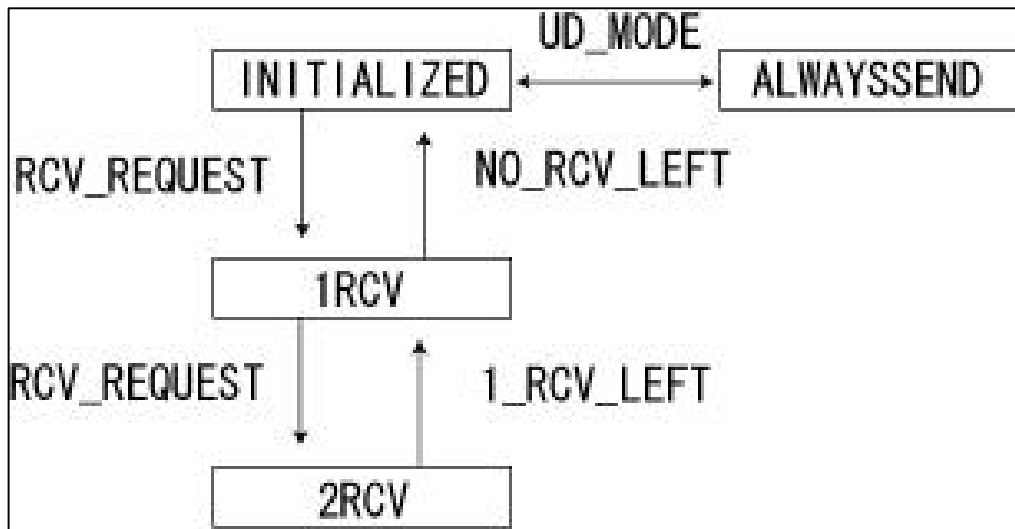 UD_MODE
INITIALIZED
ALWAYSSEND
RCV_REQUEST
NO_RCV_LEFT
1RCV
RCV_REQUEST
1_RCV_LEFT
2RCV